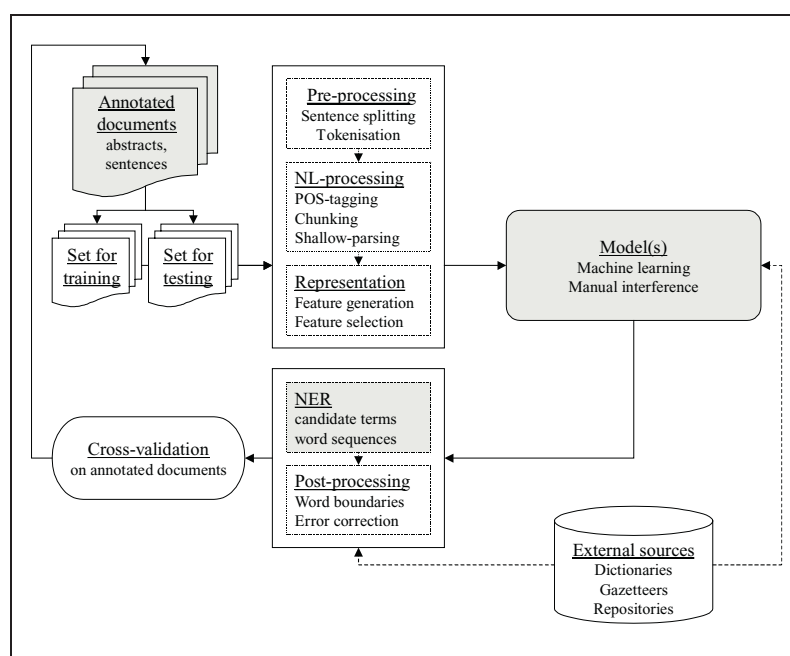 Annotated
documents
abstracts,
sentences
Set for
training
Set for
testing
Pre-processing
Sentence splitting
Tokenisation
NL-processing
POS-tagging
Chunking
Shallow-parsing
Representation
Feature generation
Feature selection
Model(s)
Machine learning
Manual interference
NER
candidate terms
word sequences
Post-processing
Word boundaries
Error correction
Cross-validation
on annotated documents
External sources
Dictionaries
Gazetteers
Repositories